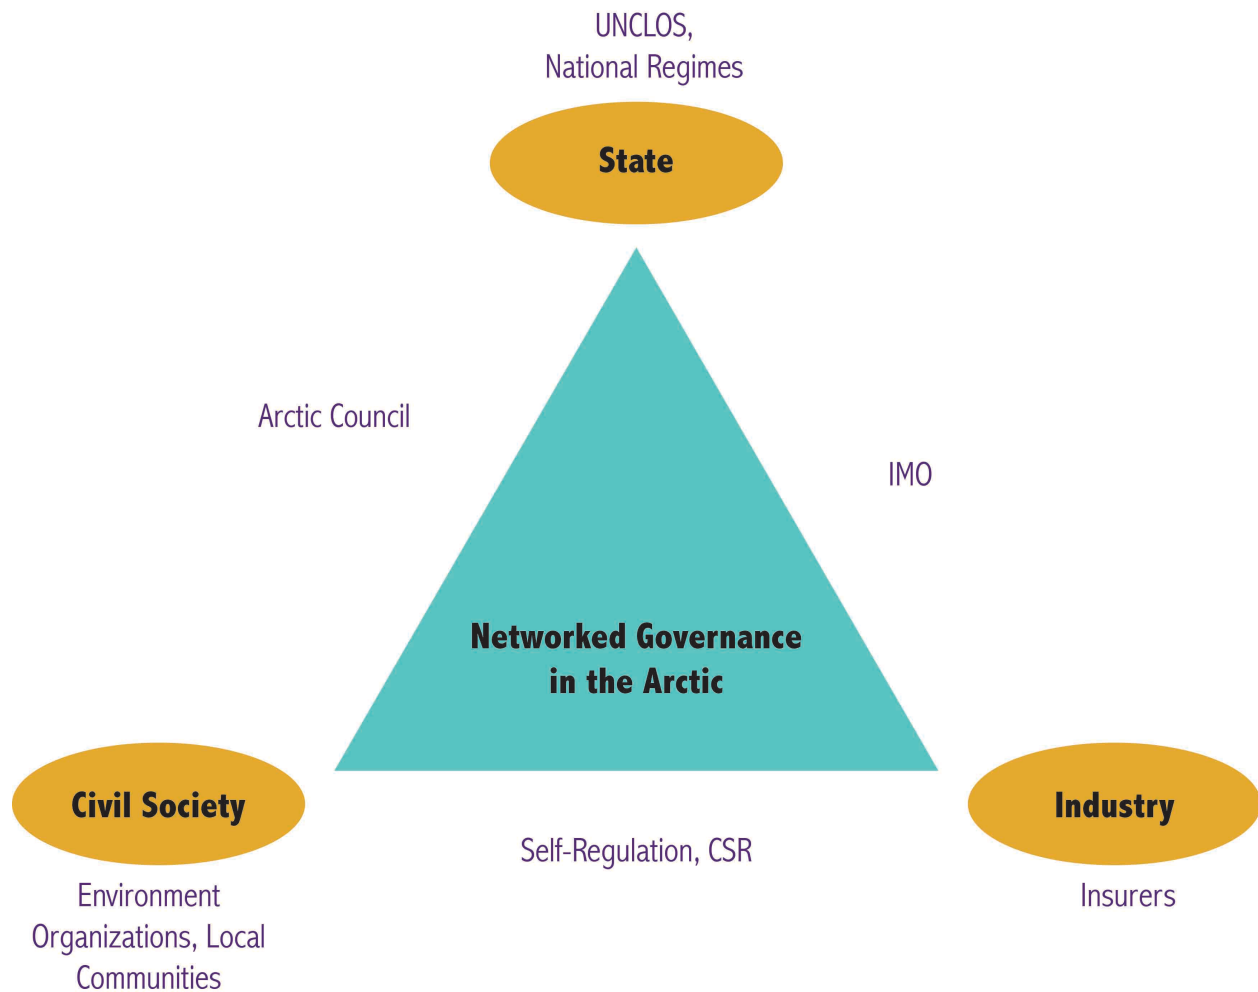 UNCLOS,
National Regimes
State
Arctic Council
IMO
Networked Governance
in the Arctic
Civil Society
Industry
Self-Regulation, CSR
Environment
Organizations, Local
Communities
Insurers